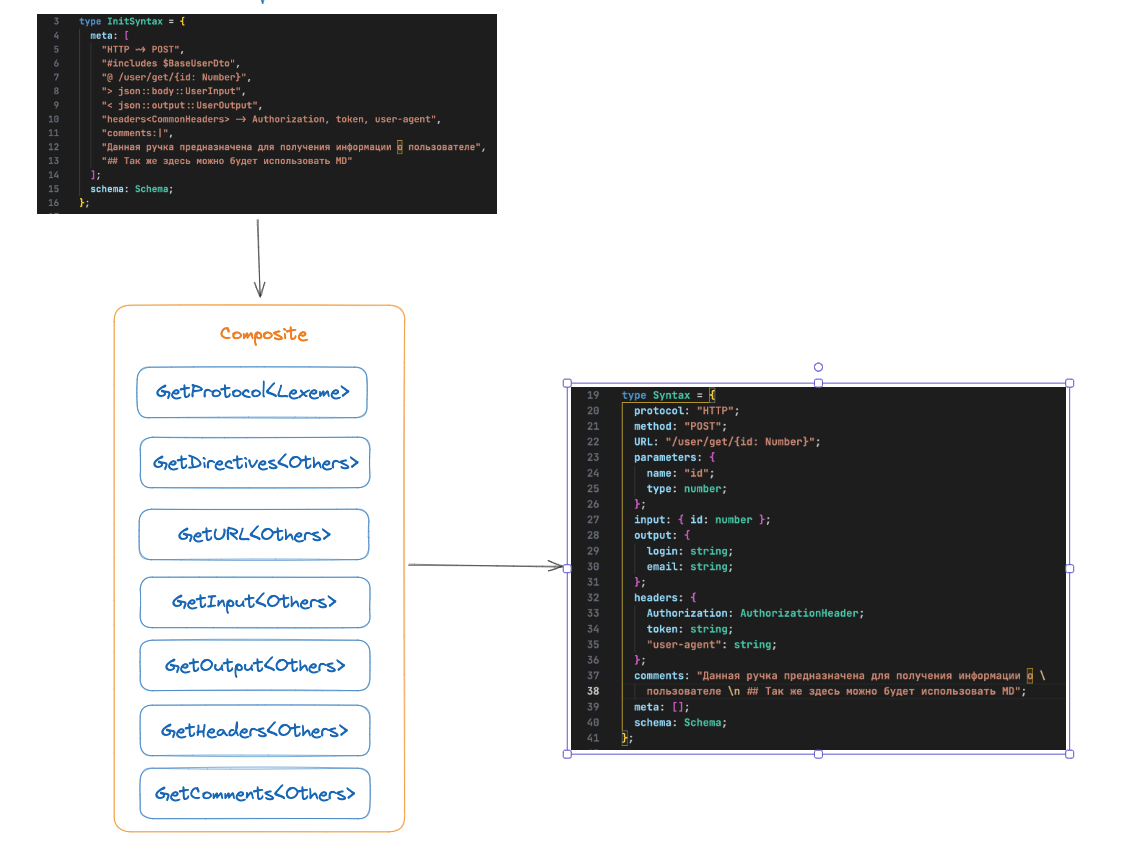 3 type InitSyntax = {
4 meta: [
5 "HTTP ⇝ POST",
6 "#includes $BaseUserDto",
7 "@ /user/get/{id: Number}",
8 "> json::body::UserInput",
9 "< json::output::UserOutput",
10 "headers<CommonHeaders> -> Authorization, token, user-agent",
11 "comments:|",
12 "Данная ручка предназначена для получения информации о пользователе",
13 "## Так же здесь можно будет использовать MD"
14 ];
15 schema: Schema;
16 };
Composite
GetProtocol<Lexeme>
GetDirectives<Others>
GetURL<Others>
GetInput<Others>
GetOutput<Others>
GetHeaders<Others>
GetComments<Others>
19 type Syntax = {
20 protocol: "HTTP";
21 method: "POST";
22 URL: "/user/get/{id: Number}";
23 parameters: {
24 name: "id";
25 type: number;
26 };
27 input: { id: number };
28 output: {
29 login: string;
30 email: string;
31 };
32 headers: {
33 Authorization: AuthorizationHeader;
34 token: string;
35 "user-agent": string;
36 };
37 comments: "Данная ручка предназначена для получения информации о \
38 пользователе \n ## Так же здесь можно будет использовать MD";
39 meta: [];
40 schema: Schema;
41 };